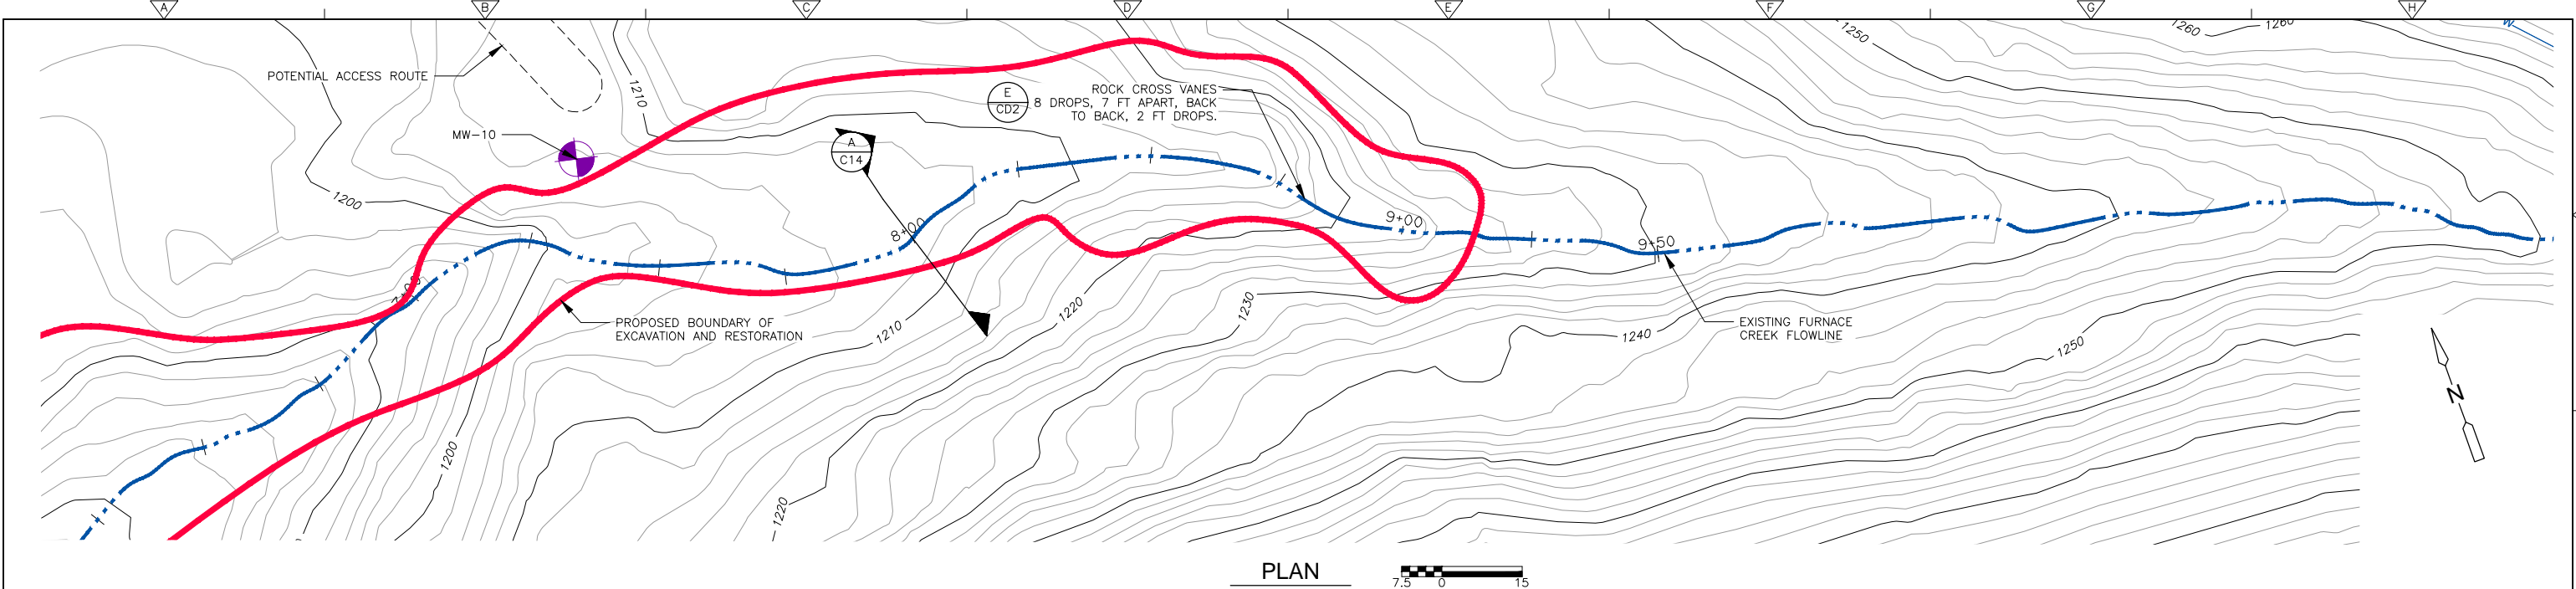 A
B
C
D
E
F
G
H
1250
1260
1260
W
POTENTIAL ACCESS ROUTE
1210
E
CD2
ROCK CROSS VANES
8 DROPS, 7 FT APART, BACK
TO BACK, 2 FT DROPS.
MW-10
A
C14
1200
8+00
9+00
9+50
7+00
1220
1230
PROPOSED BOUNDARY OF
EXCAVATION AND RESTORATION
1210
1240
EXISTING FURNACE
CREEK FLOWLINE
1250
N
1200
1220
PLAN
7.5
0
15